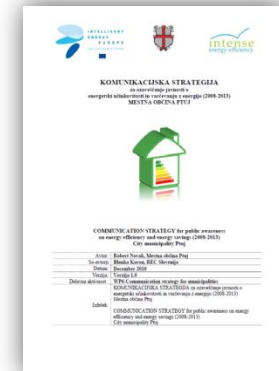 INTELLIGENT
ENERGY
EUROPE
intense
energy efficiency
KOMUNIKACIJSKA STRATEGIJA
za ozaveščanje javnosti o
energetski učinkovitosti in varčevanju z energijo (2008-2013)
MESTNA OBČINA PTUJ
COMMUNICATION STRATEGY for public awareness
on energy efficiency and energy savings (2008-2013)
City municipality Ptuj
Avtor: Robert Novak, Mestna občina Ptuj
So-avtorji: Blanka Koren, REC Slovenija
Datum: December 2010
Verzija: Verzija 1.0
Delovna aktivnost: WP6 Communication strategy for municipalities
KOMUNIKACIJSKA STRATEGIJA za ozaveščanje javnosti o
energetski učinkovitosti in varčevanju z energijo (2008-2013)
Mestna občina Ptuj
Izdelek:
COMMUNICATION STRATEGY for public awareness on energy
efficiency and energy savings (2008-2013)
City municipality Ptuj